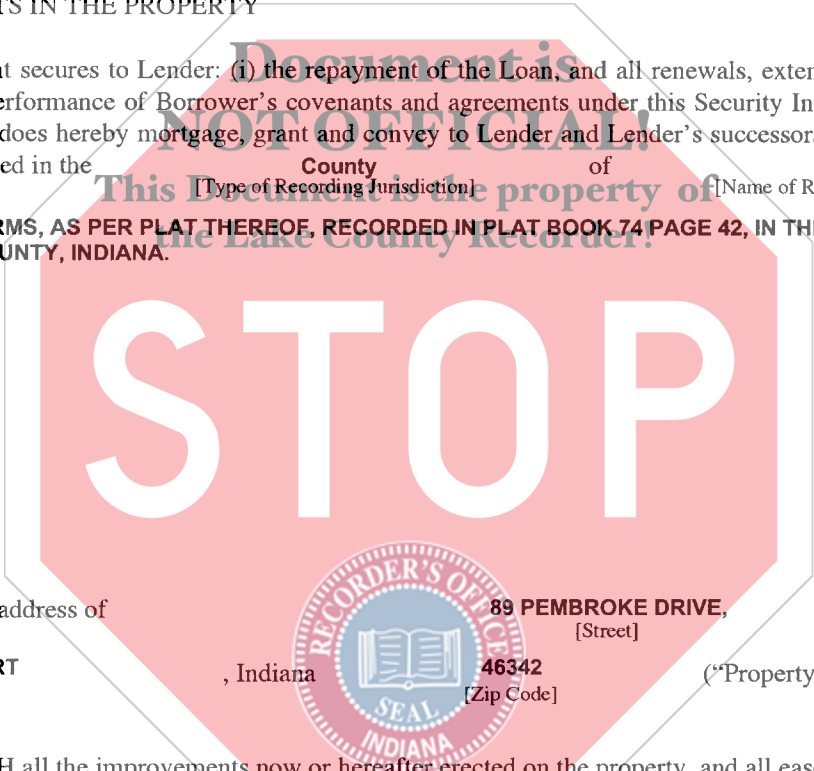 TS IN THE PROPERTY
Document is
nt secures to Lender: (i) the repayment of the Loan, and all renewals, exten
erformance of Borrower's covenants and agreements under this Security In
NOT OFFICIAL!
does hereby mortgage, grant and convey to Lender and Lender's successor
ed in the County of
This Document is the property of
[Type of Recording Jurisdiction] [Name of R
RMS, AS PER PLAT THEREOF, RECORDED IN PLAT BOOK 74 PAGE 42, IN THE
the Lake County Recorder!
UNTY, INDIANA.
STOP
RECORDER'S OFFICE
address of 89 PEMBROKE DRIVE,
[Street]
RT , Indiana 46342 ("Property
[Zip Code]
SEAL
INDIANA
H all the improvements now or hereafter erected on the property, and all ease